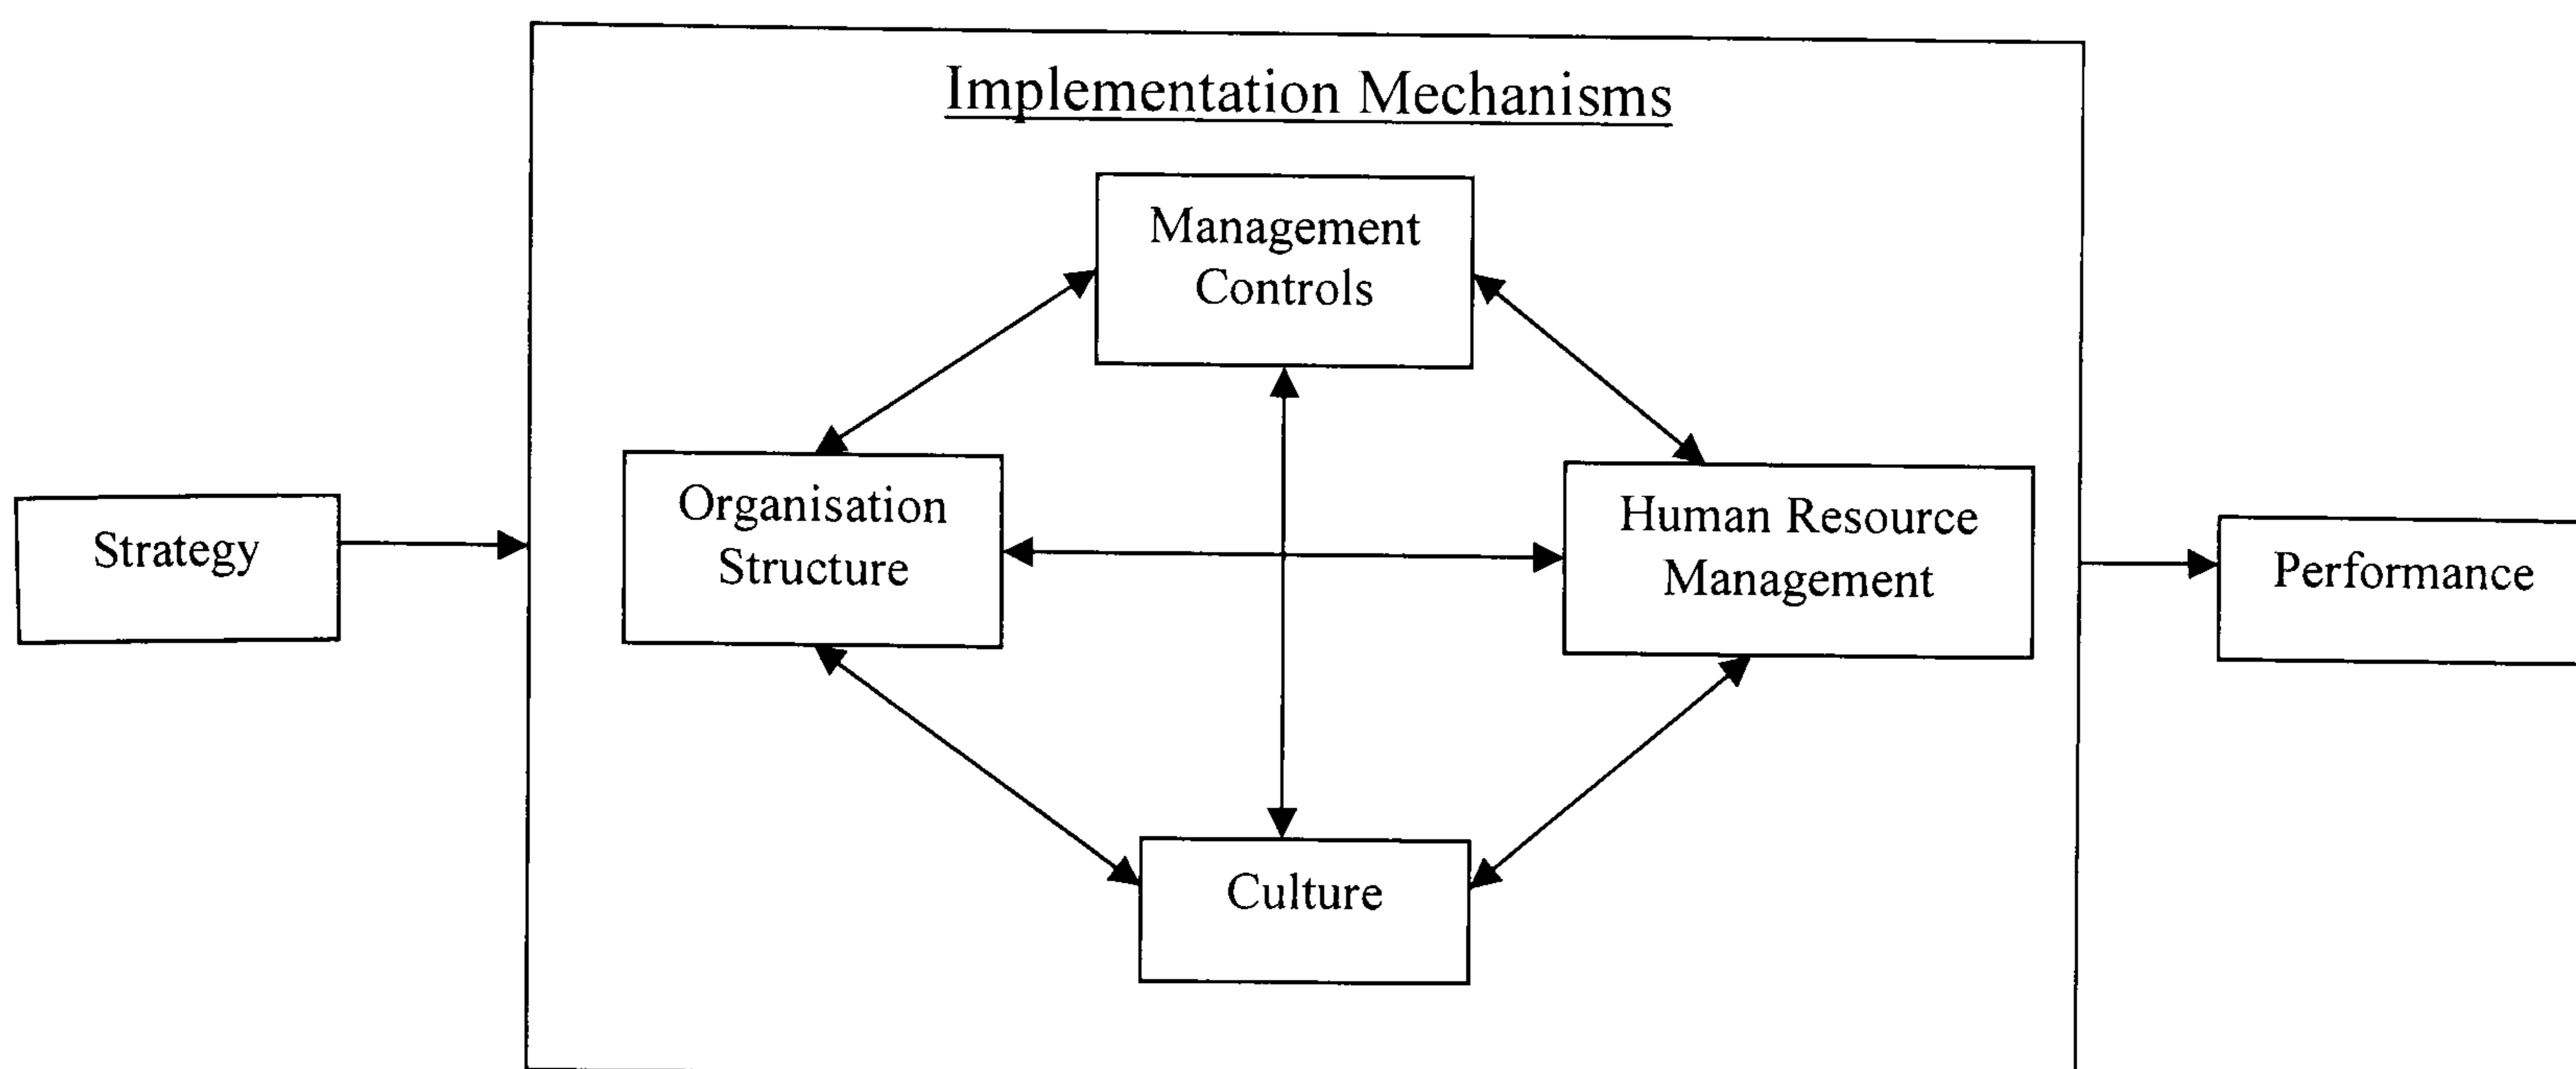 Implementation Mechanisms
Management
Controls
Strategy
Organisation
Structure
Human Resource
Management
Performance
Culture